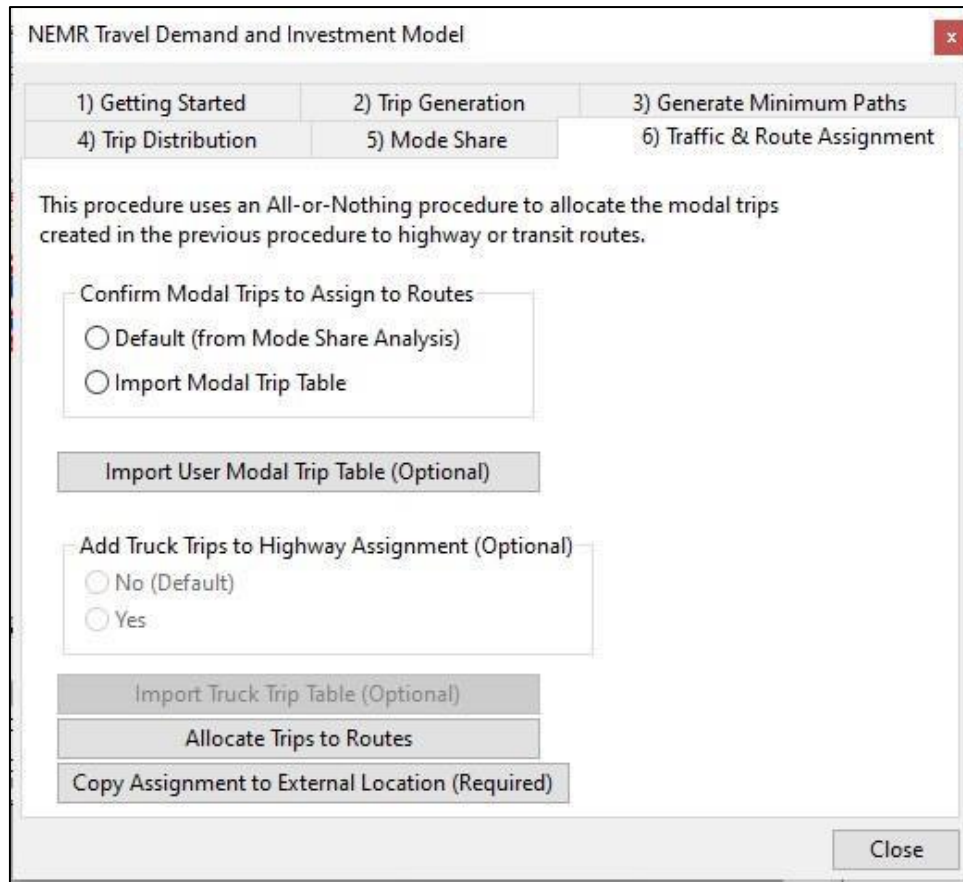 NEMR Travel Demand and Investment Model
x
1) Getting Started
2) Trip Generation
3) Generate Minimum Paths
4) Trip Distribution
5) Mode Share
6) Traffic & Route Assignment
This procedure uses an All-or-Nothing procedure to allocate the modal trips
created in the previous procedure to highway or transit routes.
Confirm Modal Trips to Assign to Routes
Default (from Mode Share Analysis)
Import Modal Trip Table
Import User Modal Trip Table (Optional)
Add Truck Trips to Highway Assignment (Optional)
No (Default)
Yes
Import Truck Trip Table (Optional)
Allocate Trips to Routes
Copy Assignment to External Location (Required)
Close